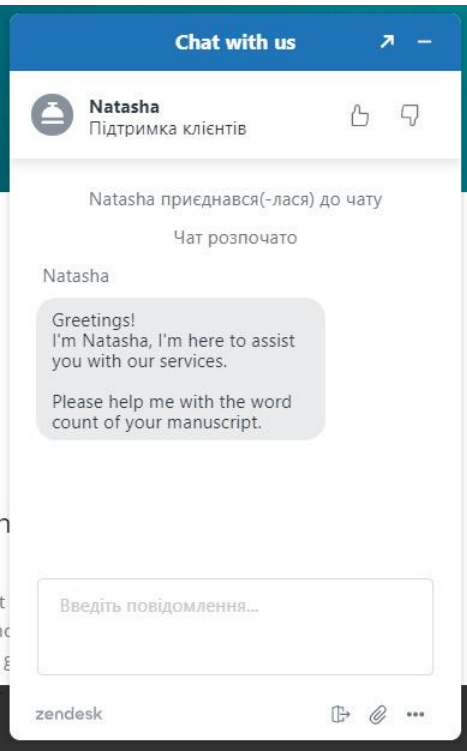 Chat with us
Natasha
Підтримка клієнтів
Natasha приєднався(-лася) до чату
Чат розпочато
Natasha
Greetings!
I'm Natasha, I'm here to assist
you with our services.
Please help me with the word
count of your manuscript.
Введіть повідомлення...
zendesk